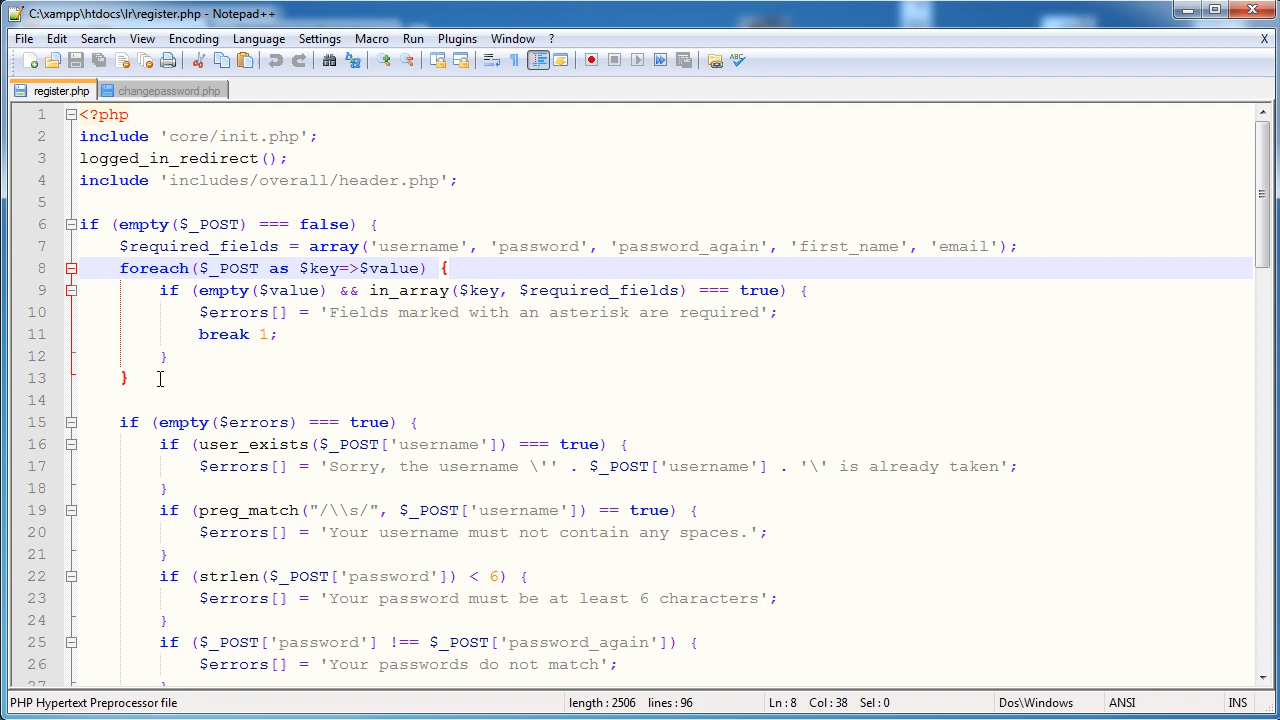 C:\xampp\htdocs\lr\register.php - Notepad++
File Edit Search View Encoding Language Settings Macro Run Plugins Window ? X
register.php changepassword.php
1 <?php
2 include 'core/init.php';
3 logged_in_redirect();
4 include 'includes/overall/header.php';
5
6 if (empty($_POST) === false) {
7 $required_fields = array('username', 'password', 'password_again', 'first_name', 'email');
8 foreach($_POST as $key=>$value) {
9 if (empty($value) && in_array($key, $required_fields) === true) {
10 $errors[] = 'Fields marked with an asterisk are required';
11 break 1;
12 }
13 }
14
15 if (empty($errors) === true) {
16 if (user_exists($_POST['username']) === true) {
17 $errors[] = 'Sorry, the username \'' . $_POST['username'] . '\' is already taken';
18 }
19 if (preg_match("/\\s/", $_POST['username']) == true) {
20 $errors[] = 'Your username must not contain any spaces.';
21 }
22 if (strlen($_POST['password']) < 6) {
23 $errors[] = 'Your password must be at least 6 characters';
24 }
25 if ($_POST['password'] !== $_POST['password_again']) {
26 $errors[] = 'Your passwords do not match';
27 }
PHP Hypertext Preprocessor file length : 2506 lines : 96 Ln : 8 Col : 38 Sel : 0 Dos\Windows ANSI INS